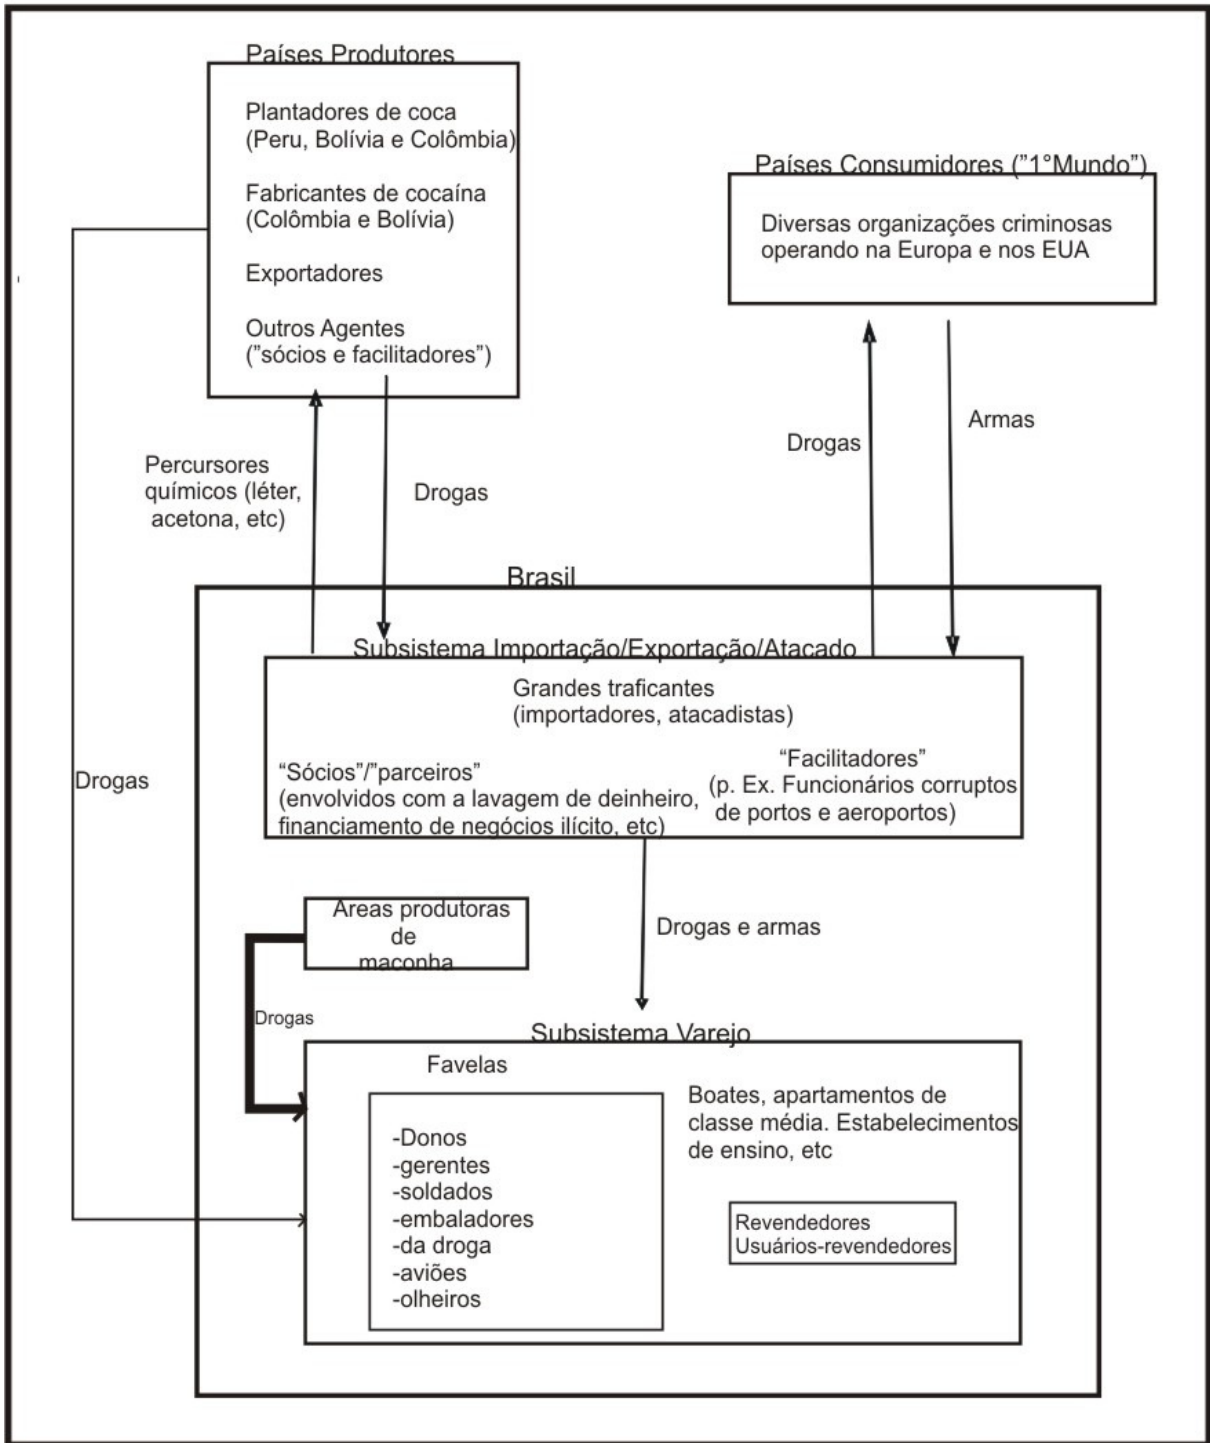 Países Produtores
Plantadores de coca
(Peru, Bolívia e Colômbia)
Fabricantes de cocaína
(Colômbia e Bolívia)
Exportadores
Outros Agentes
(”sócios e facilitadores”)
Países Consumidores (”1°Mundo”)
Diversas organizações criminosas
operando na Europa e nos EUA
Percursores
químicos (léter,
acetona, etc)
Drogas
Drogas
Armas
Brasil
Subsistema Importação/Exportação/Atacado
Grandes traficantes
(importadores, atacadistas)
“Sócios”/”parceiros”
(envolvidos com a lavagem de deinheiro,
financiamento de negócios ilícito, etc)
“Facilitadores”
(p. Ex. Funcionários corruptos
de portos e aeroportos)
Drogas
Areas produtoras
de
maconha
Drogas e armas
Drogas
Subsistema Varejo
Favelas
-Donos
-gerentes
-soldados
-embaladores
-da droga
-aviões
-olheiros
Boates, apartamentos de
classe média. Estabelecimentos
de ensino, etc
Revendedores
Usuários-revendedores